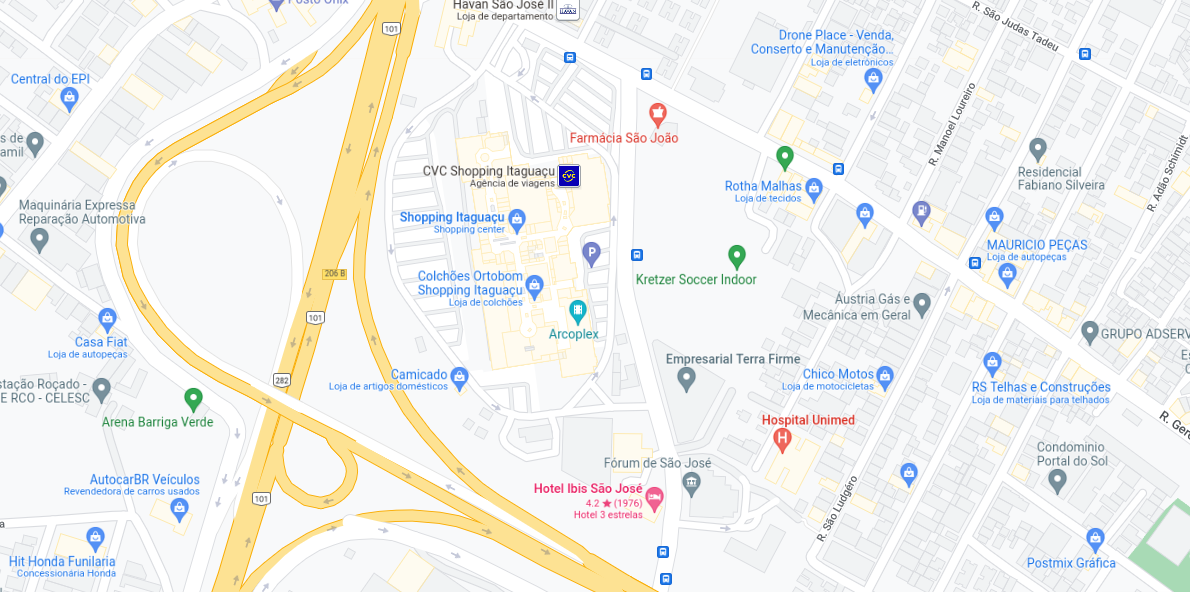 Posto Onix
101
Havan São José II
Loja de departamento
R. São Judas Tadeu
Drone Place - Venda,
Conserto e Manutenção...
Loja de eletrônicos
Central do EPI
R. Manoel Loureiro
Farmácia São João
s de
amil
CVC Shopping Itaguaçu
Agência de viagens
CVC
Residencial
Fabiano Silveira
R. Adão Schimidt
Rotha Malhas
Loja de tecidos
Maquinária Expressa
Reparação Automotiva
Shopping Itaguaçu
Shopping center
P
MAURICIO PEÇAS
Loja de autopeças
206 B
Colchões Ortobom
Shopping Itaguaçu
Loja de colchões
Kretzer Soccer Indoor
Áustria Gás e
Mecânica em Geral
101
Arcoplex
Casa Fiat
Loja de autopeças
GRUPO ADSERV
Empresarial Terra Firme
Es
C
282
Camicado
Loja de artigos domésticos
Chico Motos
Loja de motocicletas
RS Telhas e Construções
Loja de materiais para telhados
stação Roçado -
E RCO - CELESC
Arena Barriga Verde
Hospital Unimed
H
R. Gero
Condominio
Portal do Sol
Fórum de São José
AutocarBR Veículos
Revendedora de carros usados
101
Hotel Ibis São José
4.2 ★ (1976)
Hotel 3 estrelas
R. São Ludgéro
a
Hit Honda Funilaria
Concessionária Honda
Postmix Gráfica